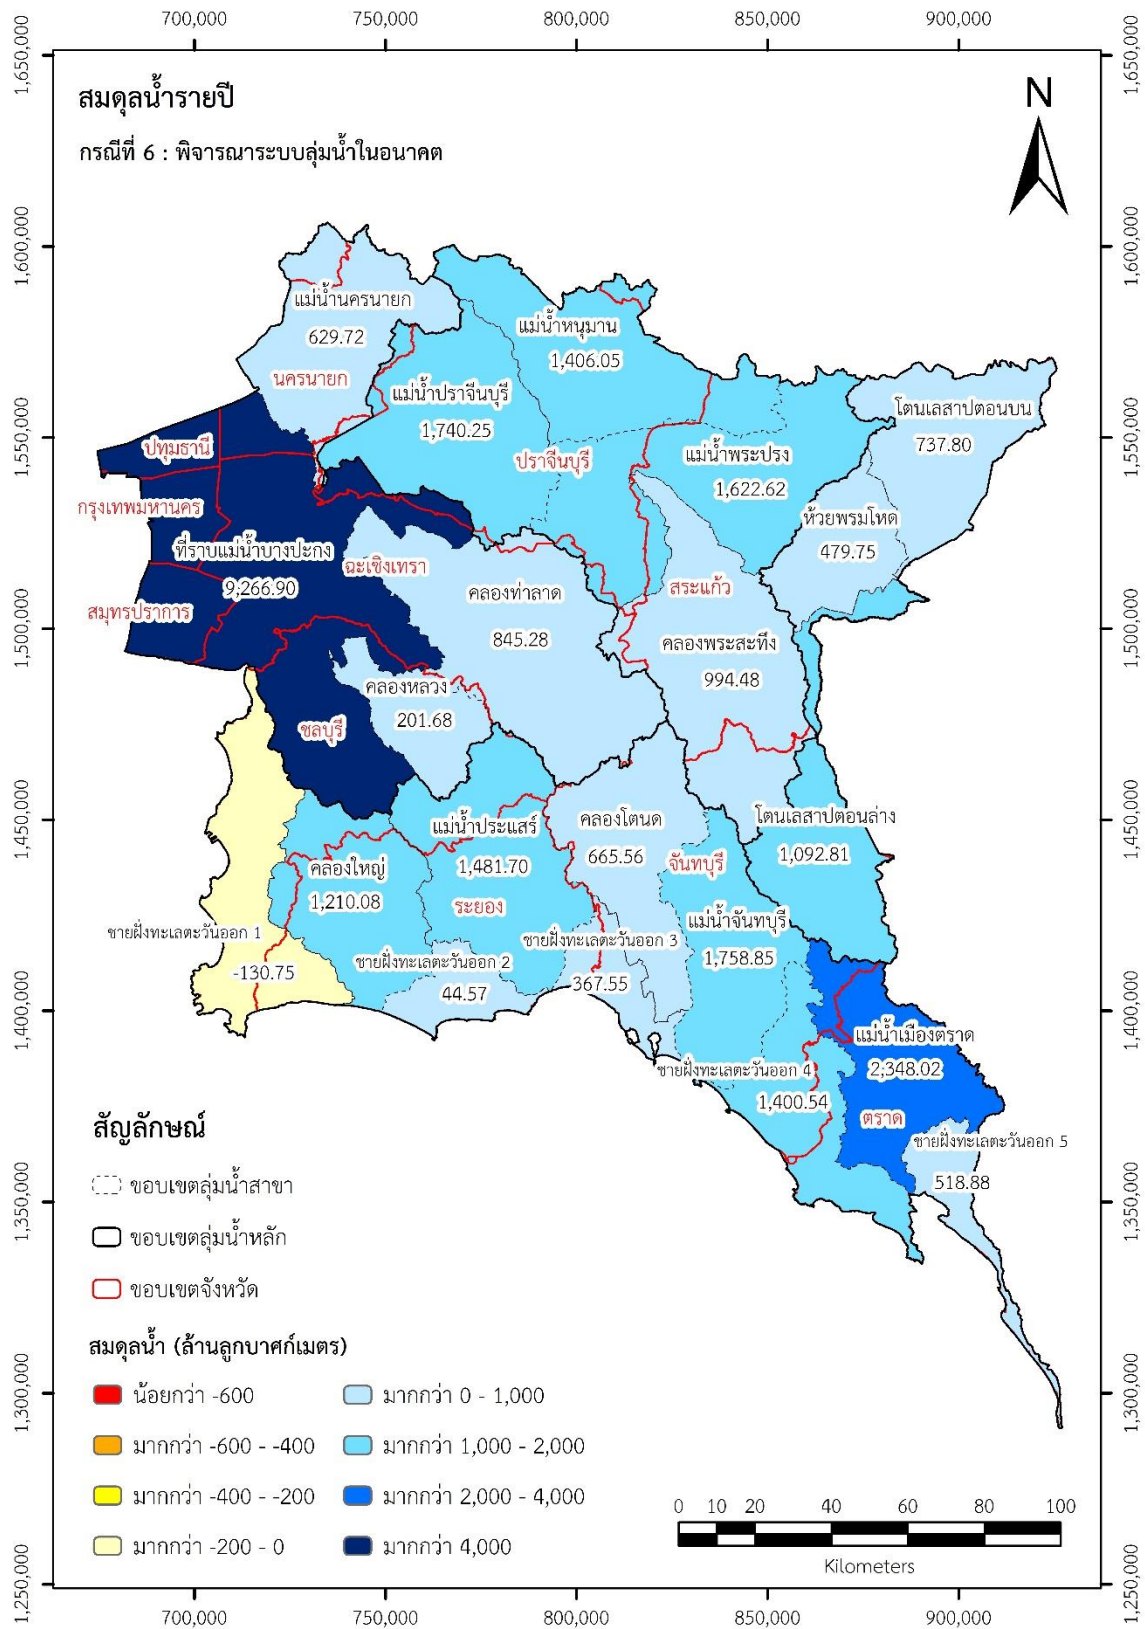 700,000
750,000
800,000
850,000
900,000
1,650,000
1,650,000
สมดุลน้ำรายปี
กรณีที่ 6 : พิจารณาระบบลุ่มน้ำในอนาคต
N
1,600,000
1,600,000
แม่น้ำนครนายก
629.72
นครนายก
แม่น้ำหนุมาน
1,406.05
แม่น้ำปราจีนบุรี
1,740.25
โตนเลสาปตอนบน
737.80
1,550,000
1,550,000
ปทุมธานี
ปราจีนบุรี
แม่น้ำพระปรง
1,622.62
กรุงเทพมหานคร
ห้วยพรมโหด
479.75
ที่ราบแม่น้ำบางปะกง
9,266.90
ฉะเชิงเทรา
สมุทรปราการ
คลองท่าลาด
845.28
สระแก้ว
1,500,000
1,500,000
คลองพระสะทึง
994.48
คลองหลวง
201.68
ชลบุรี
1,450,000
1,450,000
แม่น้ำประแสร์
1,481.70
คลองโตนด
665.56
โตนเลสาปตอนล่าง
1,092.81
คลองใหญ่
1,210.08
ระยอง
จันทบุรี
แม่น้ำจันทบุรี
1,758.85
ชายฝั่งทะเลตะวันออก 1
-130.75
ชายฝั่งทะเลตะวันออก 2
44.57
ชายฝั่งทะเลตะวันออก 3
367.55
1,400,000
1,400,000
แม่น้ำเมืองตราด
2,348.02
ชายฝั่งทะเลตะวันออก 4
1,400.54
ตราด
ชายฝั่งทะเลตะวันออก 5
518.88
1,350,000
1,350,000
สัญลักษณ์
ขอบเขตลุ่มน้ำสาขา
ขอบเขตลุ่มน้ำหลัก
ขอบเขตจังหวัด
สมดุลน้ำ (ล้านลูกบาศก์เมตร)
น้อยกว่า -600
มากกว่า -600 - -400
มากกว่า -400 - -200
มากกว่า -200 - 0
มากกว่า 0 - 1,000
มากกว่า 1,000 - 2,000
มากกว่า 2,000 - 4,000
มากกว่า 4,000
1,300,000
1,300,000
0 10 20 40 60 80 100
Kilometers
1,250,000
1,250,000
700,000
750,000
800,000
850,000
900,000